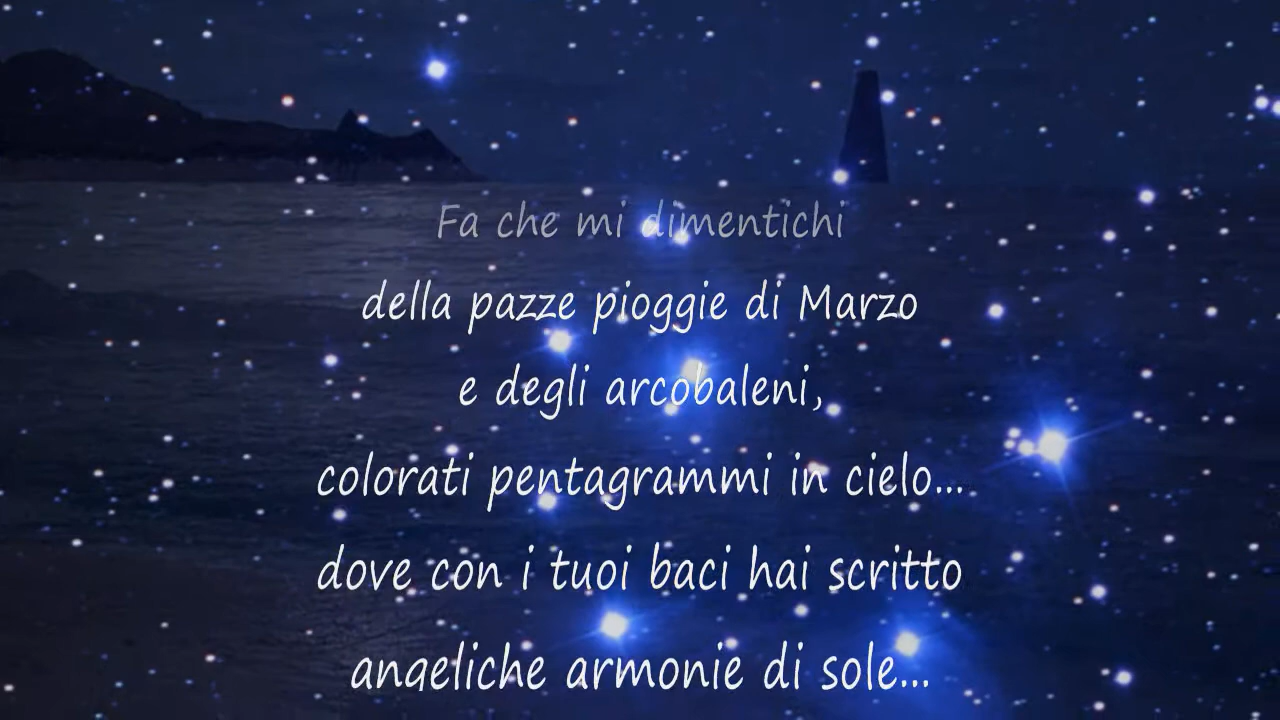 Fa che mi dimentichi
della pazze pioggie di Marzo
e degli arcobaleni,
colorati pentagrammi in cielo...
dove con i tuoi baci hai scritto
angeliche armonie di sole...